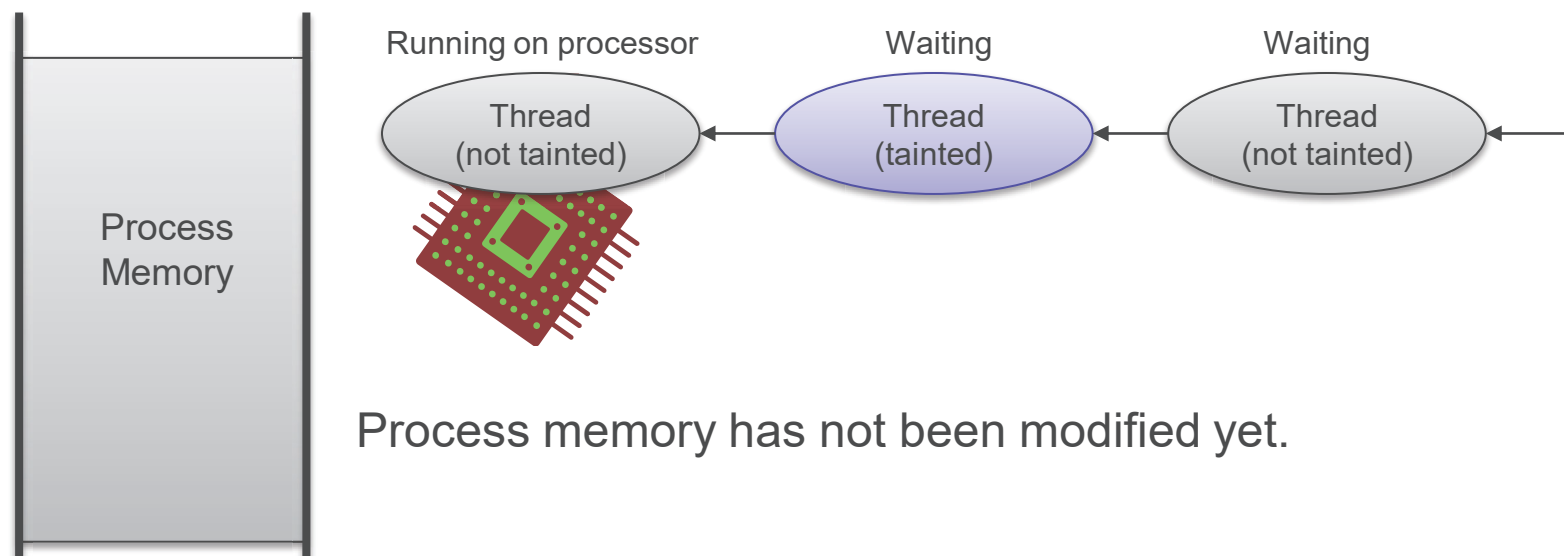 Running on processor
Waiting
Waiting
Thread
(not tainted)
Thread
(tainted)
Thread
(not tainted)
Process
Memory
Process memory has not been modified yet.